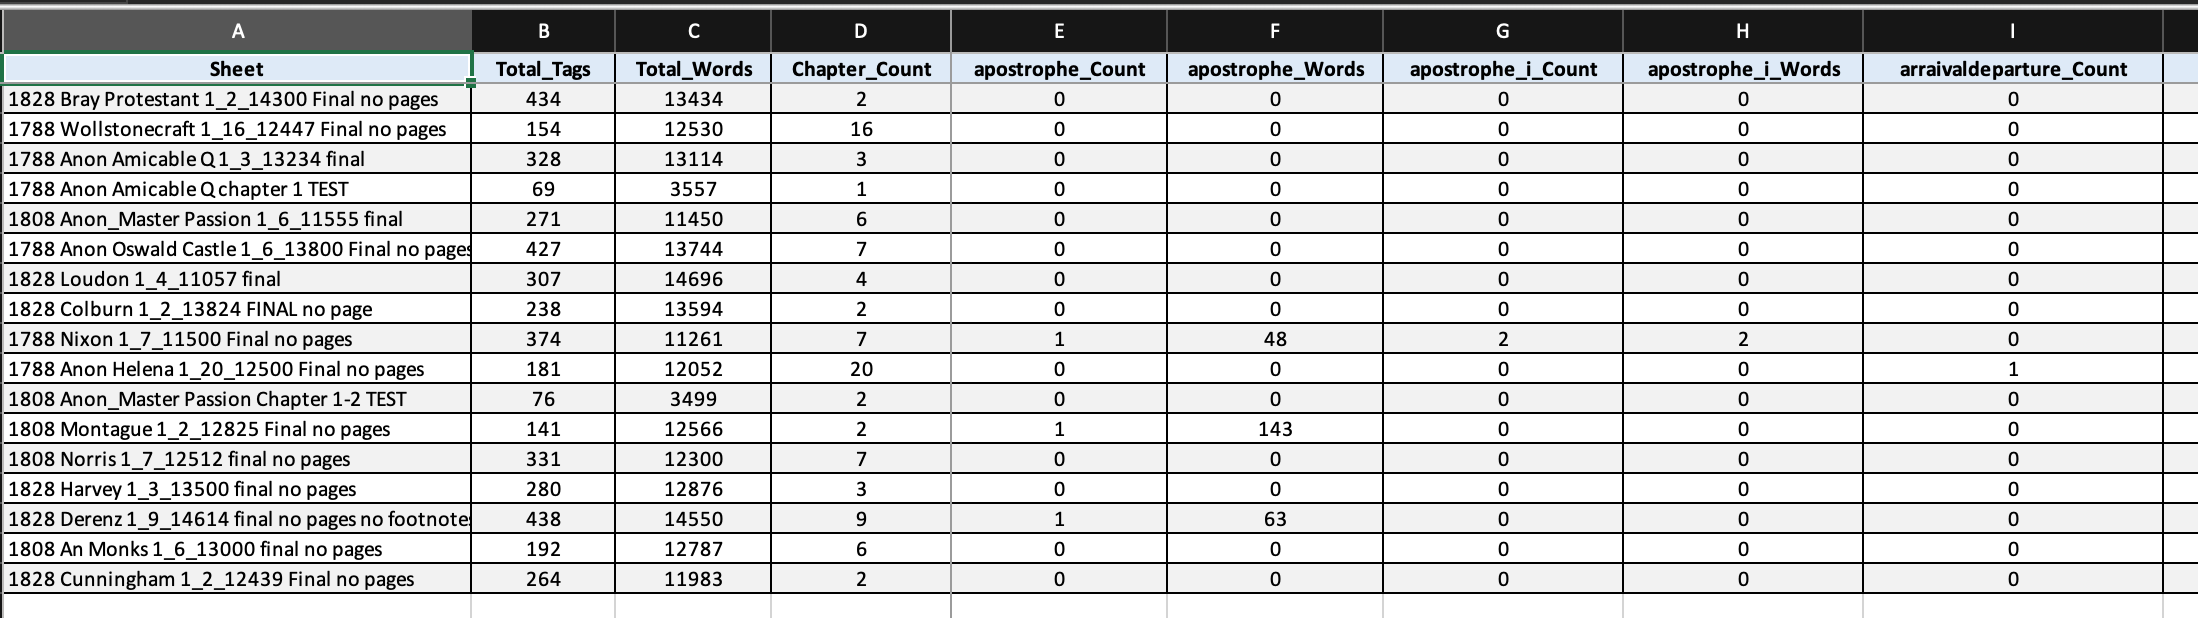 A B C D E F G H I
Sheet Total_Tags Total_Words Chapter_Count apostrophe_Count apostrophe_Words apostrophe_i_Count apostrophe_i_Words arraivaldeparture_Count
1828 Bray Protestant 1_2_14300 Final no pages 434 13434 2 0 0 0 0 0
1788 Wollstonecraft 1_16_12447 Final no pages 154 12530 16 0 0 0 0 0
1788 Anon Amicable Q 1_3_13234 final 328 13114 3 0 0 0 0 0
1788 Anon Amicable Q chapter 1 TEST 69 3557 1 0 0 0 0 0
1808 Anon_Master Passion 1_6_11555 final 271 11450 6 0 0 0 0 0
1788 Anon Oswald Castle 1_6_13800 Final no pages 427 13744 7 0 0 0 0 0
1828 Loudon 1_4_11057 final 307 14696 4 0 0 0 0 0
1828 Colburn 1_2_13824 FINAL no page 238 13594 2 0 0 0 0 0
1788 Nixon 1_7_11500 Final no pages 374 11261 7 1 48 2 2 0
1788 Anon Helena 1_20_12500 Final no pages 181 12052 20 0 0 0 0 1
1808 Anon_Master Passion Chapter 1-2 TEST 76 3499 2 0 0 0 0 0
1808 Montague 1_2_12825 Final no pages 141 12566 2 1 143 0 0 0
1808 Norris 1_7_12512 final no pages 331 12300 7 0 0 0 0 0
1828 Harvey 1_3_13500 final no pages 280 12876 3 0 0 0 0 0
1828 Derenz 1_9_14614 final no pages no footnotes 438 14550 9 1 63 0 0 0
1808 An Monks 1_6_13000 final no pages 192 12787 6 0 0 0 0 0
1828 Cunningham 1_2_12439 Final no pages 264 11983 2 0 0 0 0 0